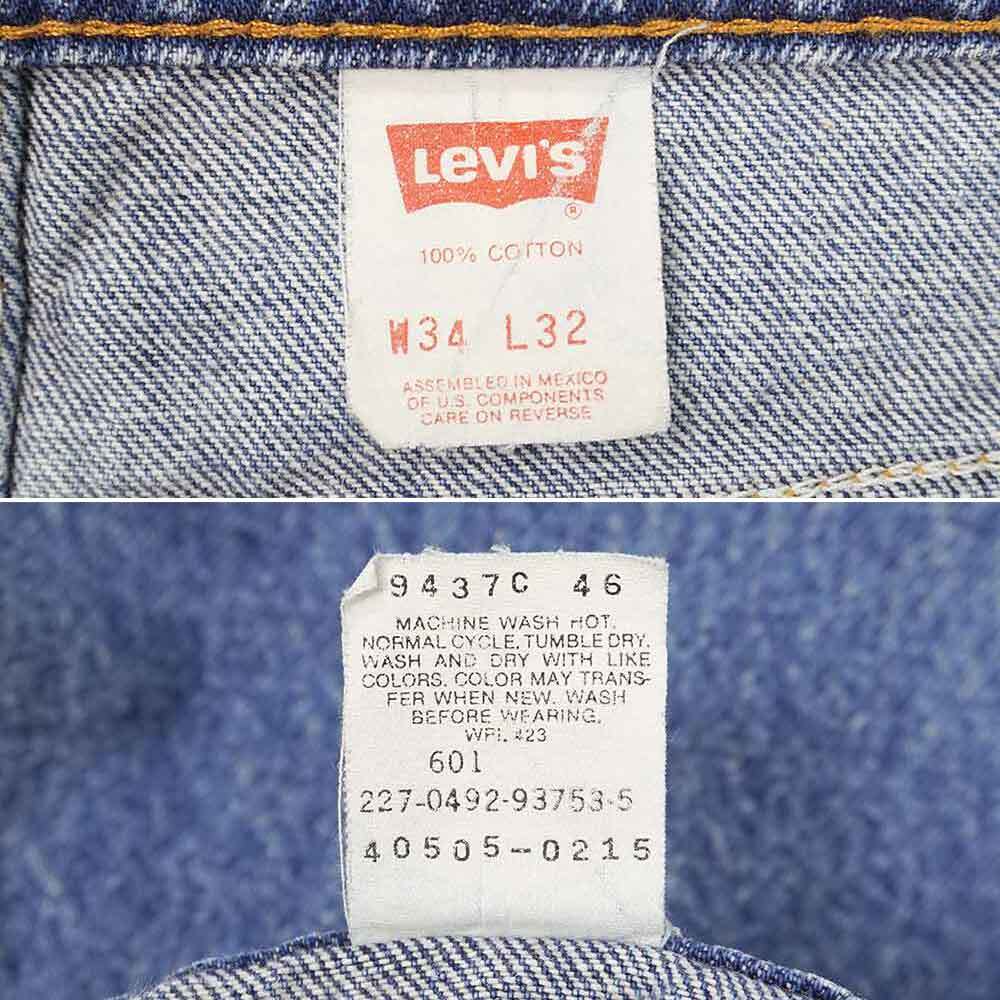 Levi's
®
100% COTTON
W34 L32
ASSEMBLED IN MEXICO
OF U.S. COMPONENTS
CARE ON REVERSE
9437C 46
MACHINE WASH HOT.
NORMAL CYCLE. TUMBLE DRY.
WASH AND DRY WITH LIKE
COLORS. COLOR MAY TRANS-
FER WHEN NEW. WASH
BEFORE WEARING.
WPL 423
601
227-0492-93753-5
40505-0215